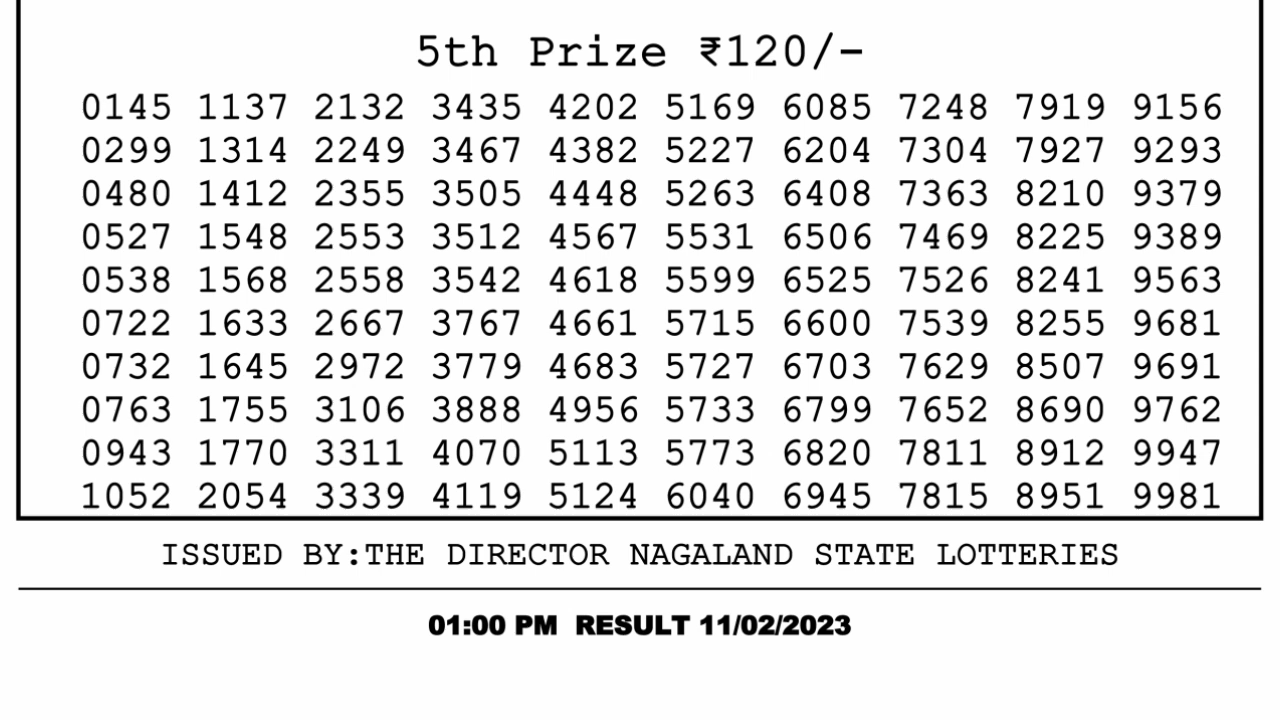 5th Prize ₹120/-
0145 1137 2132 3435 4202 5169 6085 7248 7919 9156
0299 1314 2249 3467 4382 5227 6204 7304 7927 9293
0480 1412 2355 3505 4448 5263 6408 7363 8210 9379
0527 1548 2553 3512 4567 5531 6506 7469 8225 9389
0538 1568 2558 3542 4618 5599 6525 7526 8241 9563
0722 1633 2667 3767 4661 5715 6600 7539 8255 9681
0732 1645 2972 3779 4683 5727 6703 7629 8507 9691
0763 1755 3106 3888 4956 5733 6799 7652 8690 9762
0943 1770 3311 4070 5113 5773 6820 7811 8912 9947
1052 2054 3339 4119 5124 6040 6945 7815 8951 9981
ISSUED BY:THE DIRECTOR NAGALAND STATE LOTTERIES
01:00 PM RESULT 11/02/2023